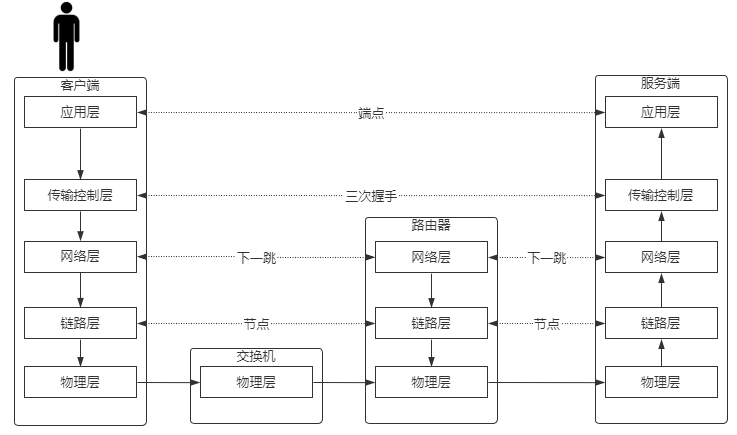 客户端
服务端
应用层
端点
应用层
传输控制层
三次握手
传输控制层
路由器
网络层
下一跳
网络层
下一跳
网络层
链路层
节点
链路层
节点
链路层
交换机
物理层
物理层
物理层
物理层